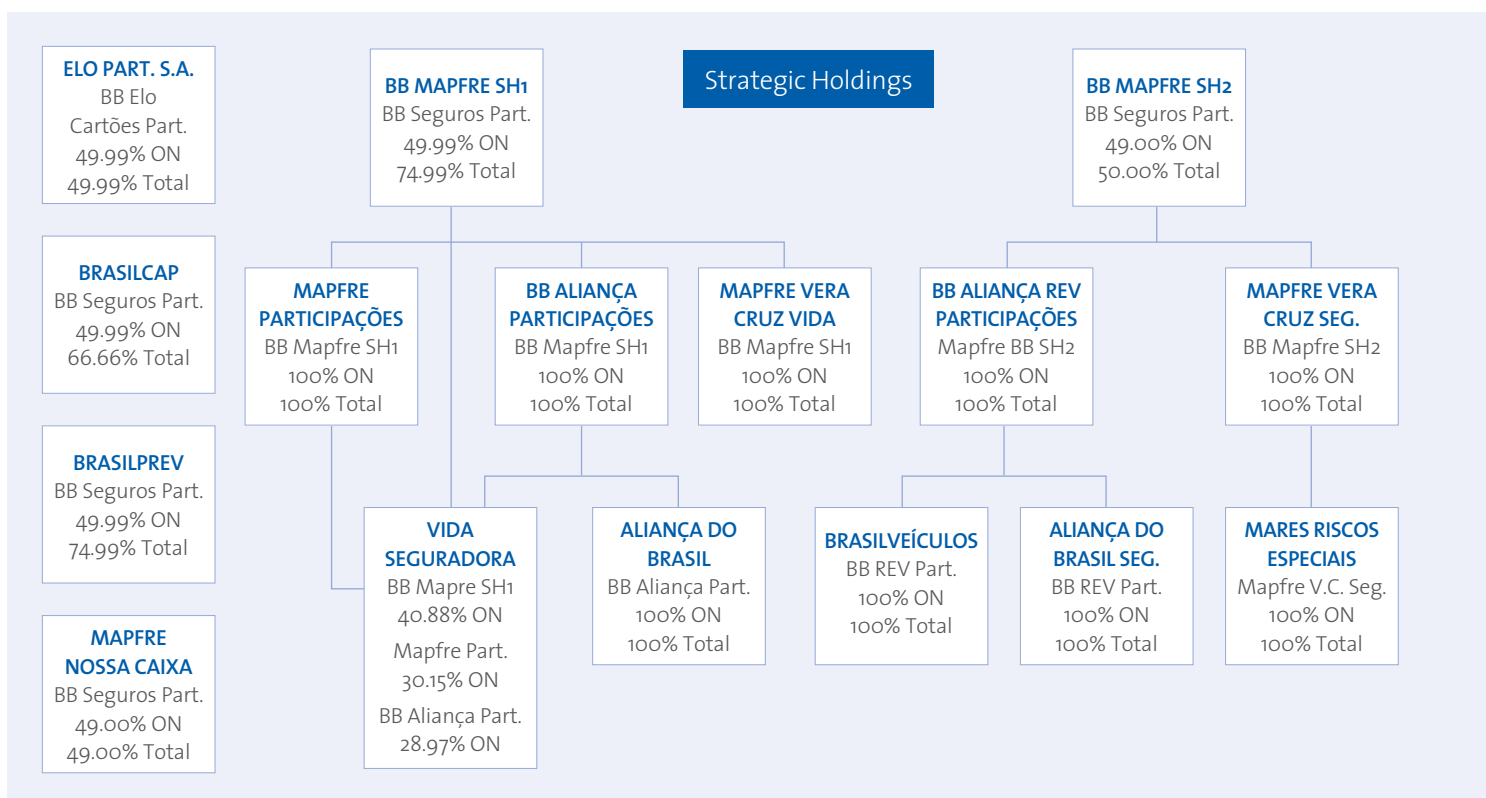 Strategic Holdings
ELO PART. S.A.
BB Elo
Cartões Part.
49.99% ON
49.99% Total
BRASILCAP
BB Seguros Part.
49.99% ON
66.66% Total
BRASILPREV
BB Seguros Part.
49.99% ON
74.99% Total
MAPFRE
NOSSA CAIXA
BB Seguros Part.
49.00% ON
49.00% Total
BB MAPFRE SH1
BB Seguros Part.
49.99% ON
74.99% Total
BB MAPFRE SH2
BB Seguros Part.
49.00% ON
50.00% Total
MAPFRE
PARTICIPAÇÕES
BB Mapfre SH1
100% ON
100% Total
BB ALIANÇA
PARTICIPAÇÕES
BB Mapfre SH1
100% ON
100% Total
MAPFRE VERA
CRUZ VIDA
BB Mapfre SH1
100% ON
100% Total
BB ALIANÇA REV
PARTICIPAÇÕES
Mapfre BB SH2
100% ON
100% Total
MAPFRE VERA
CRUZ SEG.
BB Mapfre SH2
100% ON
100% Total
VIDA
SEGURADORA
BB Mapre SH1
40.88% ON
Mapfre Part.
30.15% ON
BB Aliança Part.
28.97% ON
ALIANÇA DO
BRASIL
BB Aliança Part.
100% ON
100% Total
BRASILVEÍCULOS
BB REV Part.
100% ON
100% Total
ALIANÇA DO
BRASIL SEG.
BB REV Part.
100% ON
100% Total
MARES RISCOS
ESPECIAIS
Mapfre V.C. Seg.
100% ON
100% Total